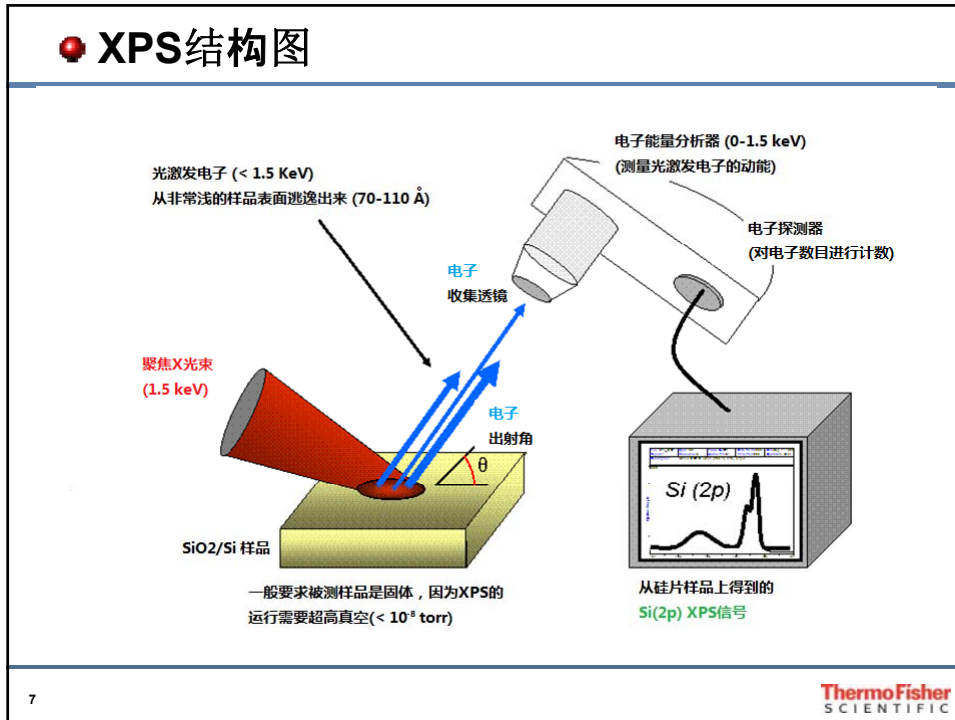 XPS结构图
光激发电子 (< 1.5 KeV)
从非常浅的样品表面逃逸出来 (70-110 Å)
电子能量分析器 (0-1.5 keV)
(测量光激发电子的动能)
电子探测器
(对电子数目进行计数)
电子
收集透镜
聚焦X光束
(1.5 keV)
电子
出射角
θ
Si (2p)
SiO2/Si 样品
一般要求被测样品是固体，因为XPS的
运行需要超高真空(< 10⁻⁸ torr)
从硅片样品上得到的
Si(2p) XPS信号
7
ThermoFisher
SCIENTIFIC